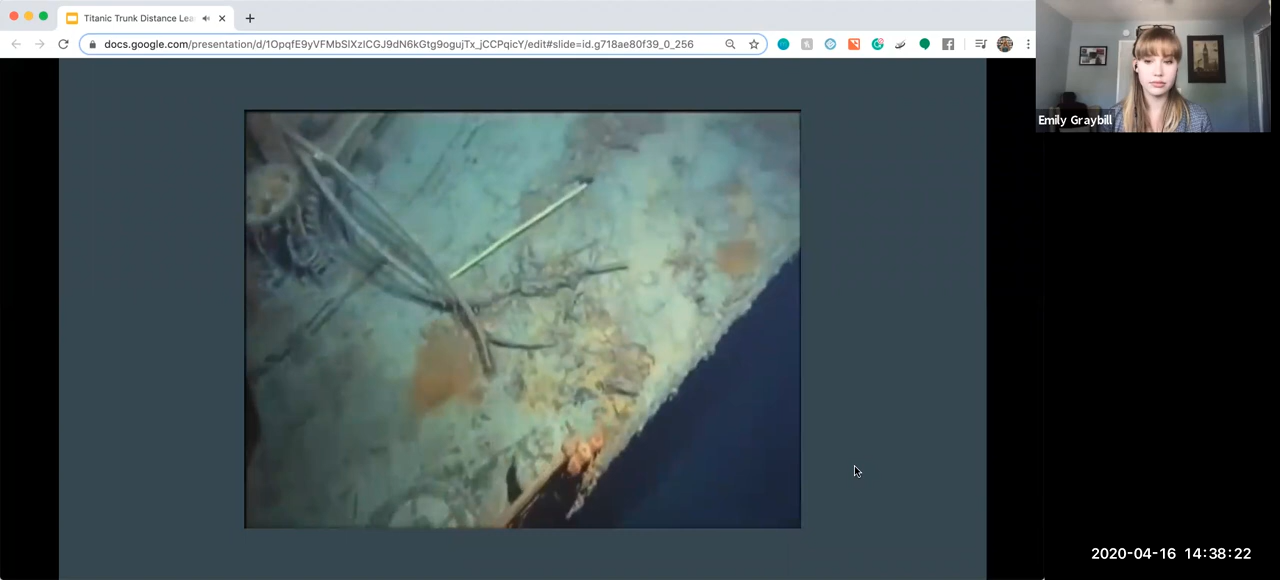 Titanic Trunk Distance Lea
docs.google.com/presentation/d/1OpqfE9yVFMbSlXzlCGJ9dN6kGtg9ogujTx_jCCPqicY/edit#slide=id.g718ae80f39_0_256
Emily Graybill
2020-04-16 14:38:22